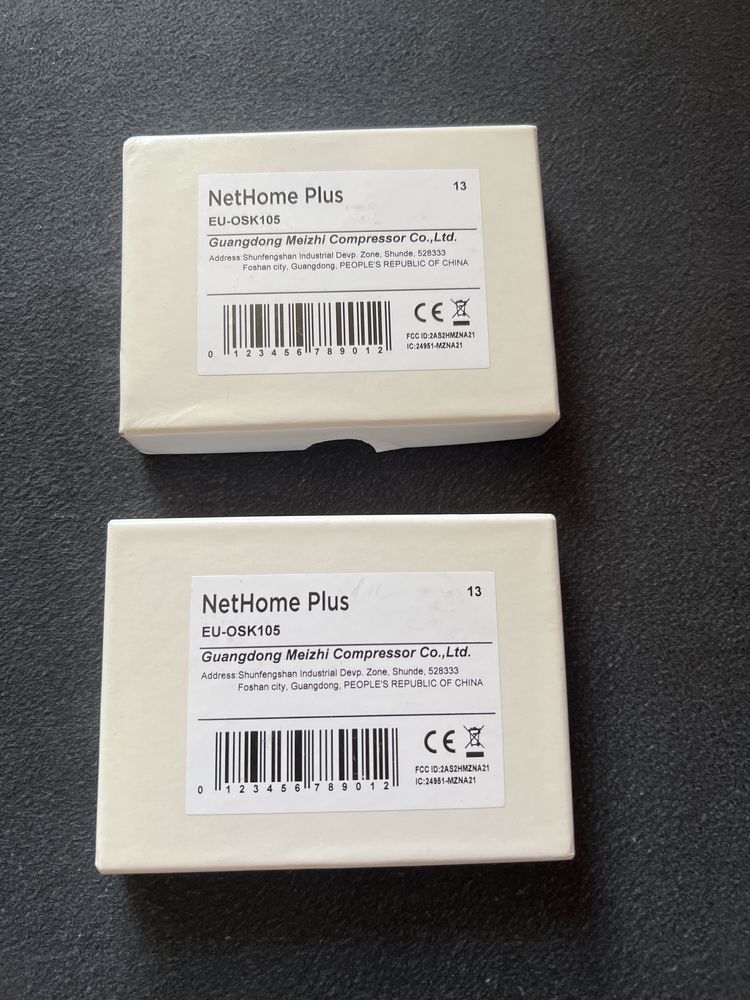 NetHome Plus 13
EU-OSK105
Guangdong Meizhi Compressor Co.,Ltd.
Address:Shunfengshan Industrial Devp. Zone, Shunde, 528333
Foshan city, Guangdong, PEOPLE'S REPUBLIC OF CHINA
CE
FCC ID:2AS2HMZNA21
IC:24951-MZNA21
0 123456 789012
NetHome Plus 13
EU-OSK105
Guangdong Meizhi Compressor Co.,Ltd.
Address:Shunfengshan Industrial Devp. Zone, Shunde, 528333
Foshan city, Guangdong, PEOPLE'S REPUBLIC OF CHINA
CE
FCC ID:2AS2HMZNA21
IC:24951-MZNA21
0 123456 789012